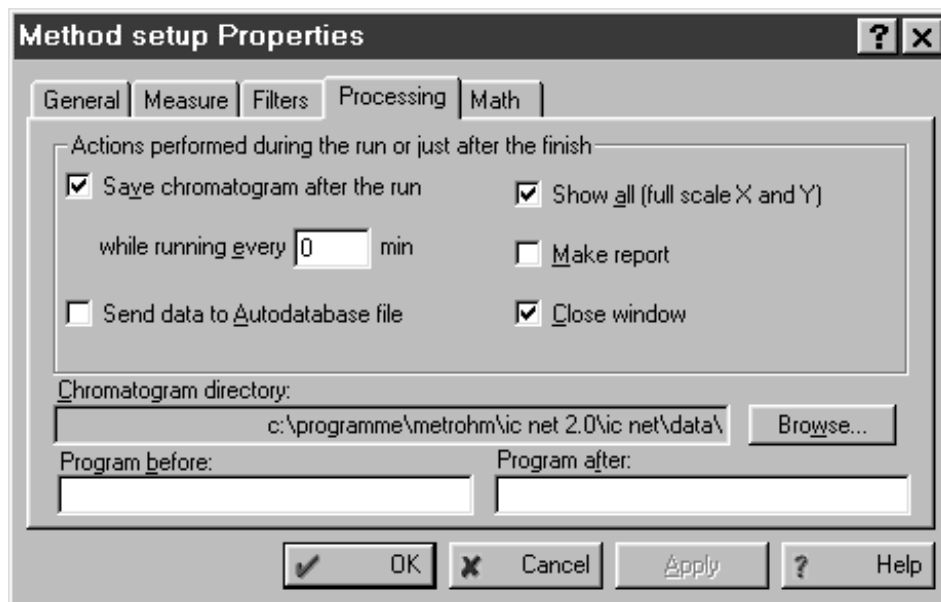 Method setup Properties
? X
General Measure Filters Processing Math
Actions performed during the run or just after the finish
Save chromatogram after the run
Show all (full scale X and Y)
while running every 0 min
Make report
Send data to Autodatabase file
Close window
Chromatogram directory:
c:\programme\metrohm\ic net 2.0\ic net\data\
Browse...
Program before:
Program after:
OK Cancel Apply ? Help